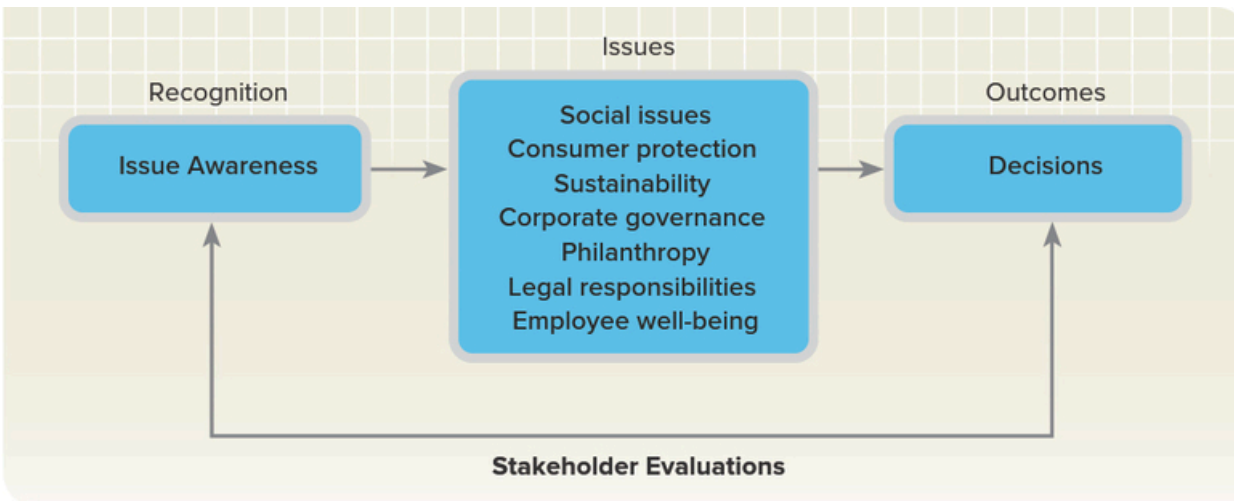 Issues
Recognition
Outcomes
Issue Awareness
Social issues
Consumer protection
Sustainability
Corporate governance
Philanthropy
Legal responsibilities
Employee well-being
Decisions
Stakeholder Evaluations